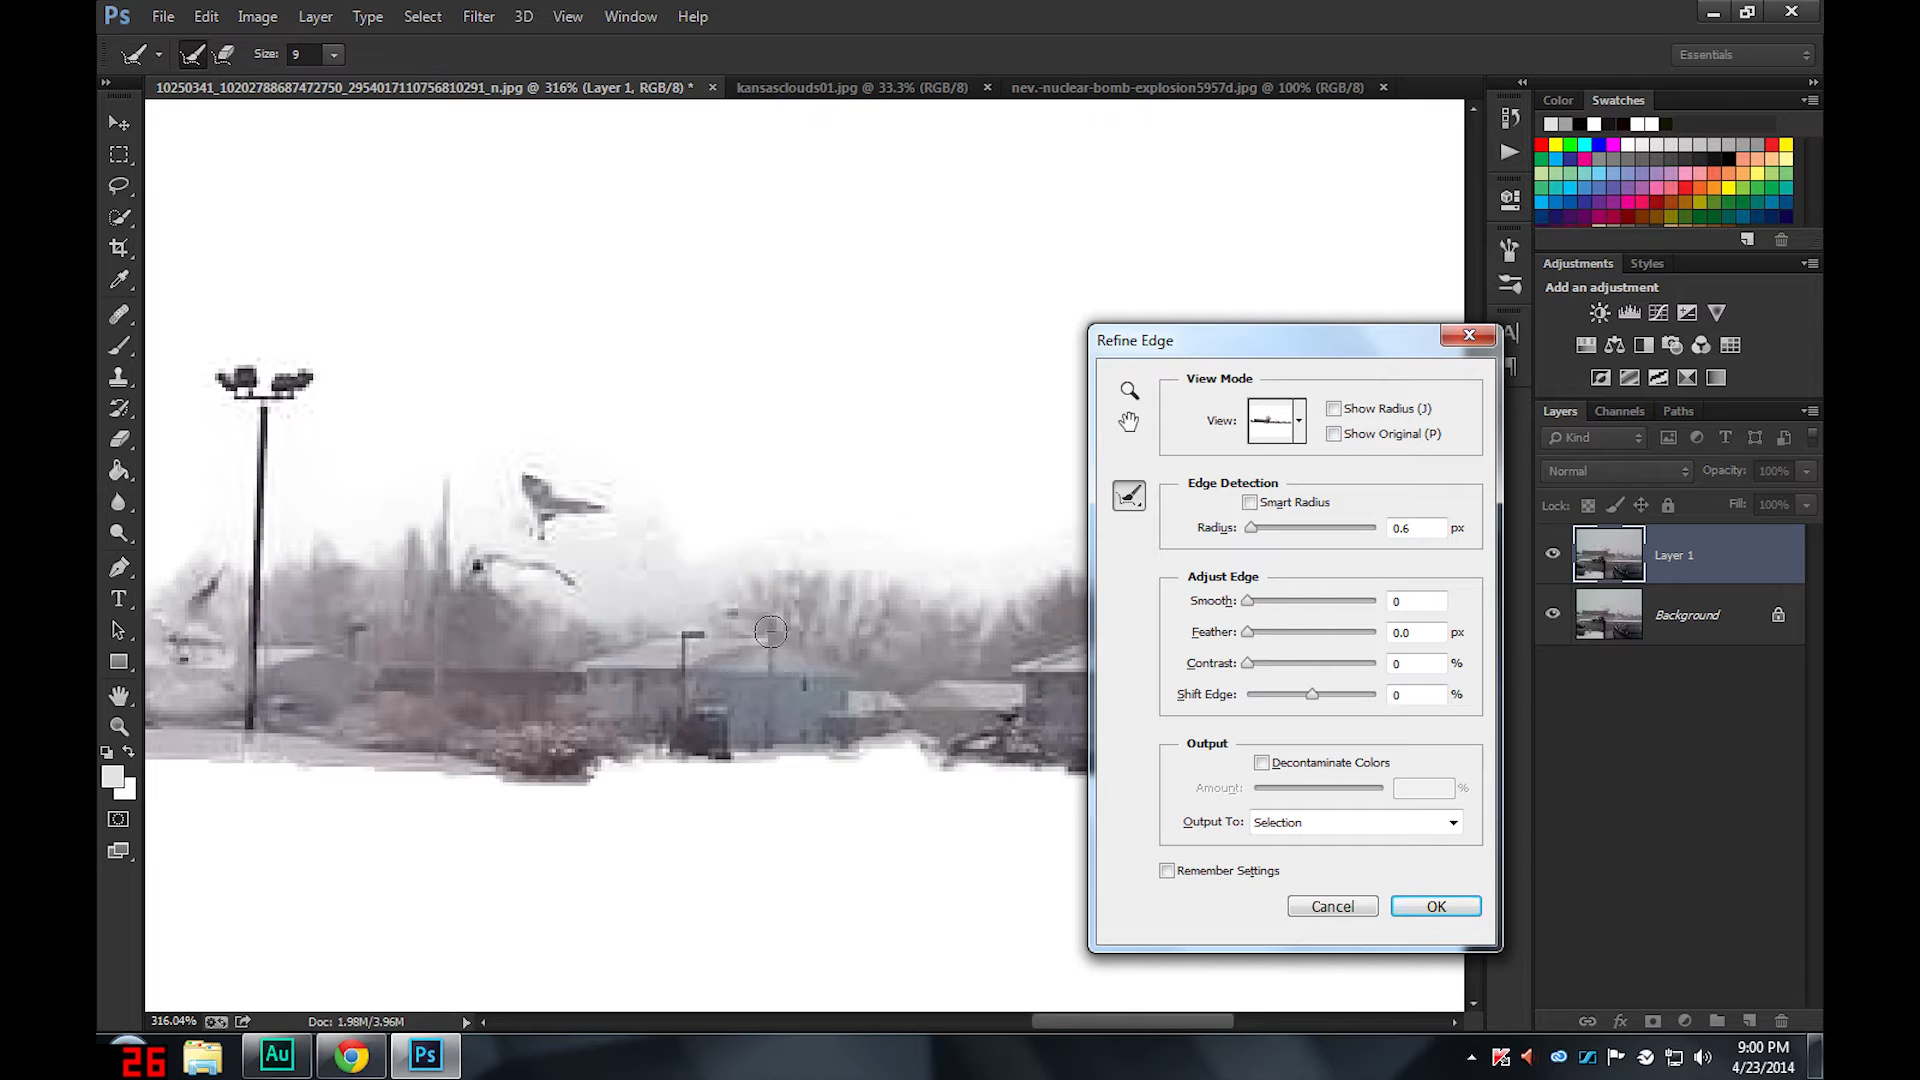 Ps File Edit Image Layer Type Select Filter 3D View Window Help
Size: 9 Essentials
10250341_10202788687472750_2954017110756810291_n.jpg @ 316% (Layer 1, RGB/8) * × kansasclouds01.jpg @ 33.3% (RGB/8) × nev.-nuclear-bomb-explosion5957d.jpg @ 100% (RGB/8) ×
Color Swatches
Adjustments Styles
Add an adjustment
Refine Edge
View Mode
View:
Show Radius (J)
Show Original (P)
Edge Detection
Smart Radius
Radius: 0.6 px
Adjust Edge
Smooth: 0
Feather: 0.0 px
Contrast: 0 %
Shift Edge: 0 %
Output
Decontaminate Colors
Amount: %
Output To: Selection
Remember Settings
Cancel OK
Layers Channels Paths
Kind
Normal Opacity: 100%
Lock: Fill: 100%
Layer 1
Background
316.04% Doc: 1.98M/3.96M
26 Au Ps
9:00 PM
4/23/2014